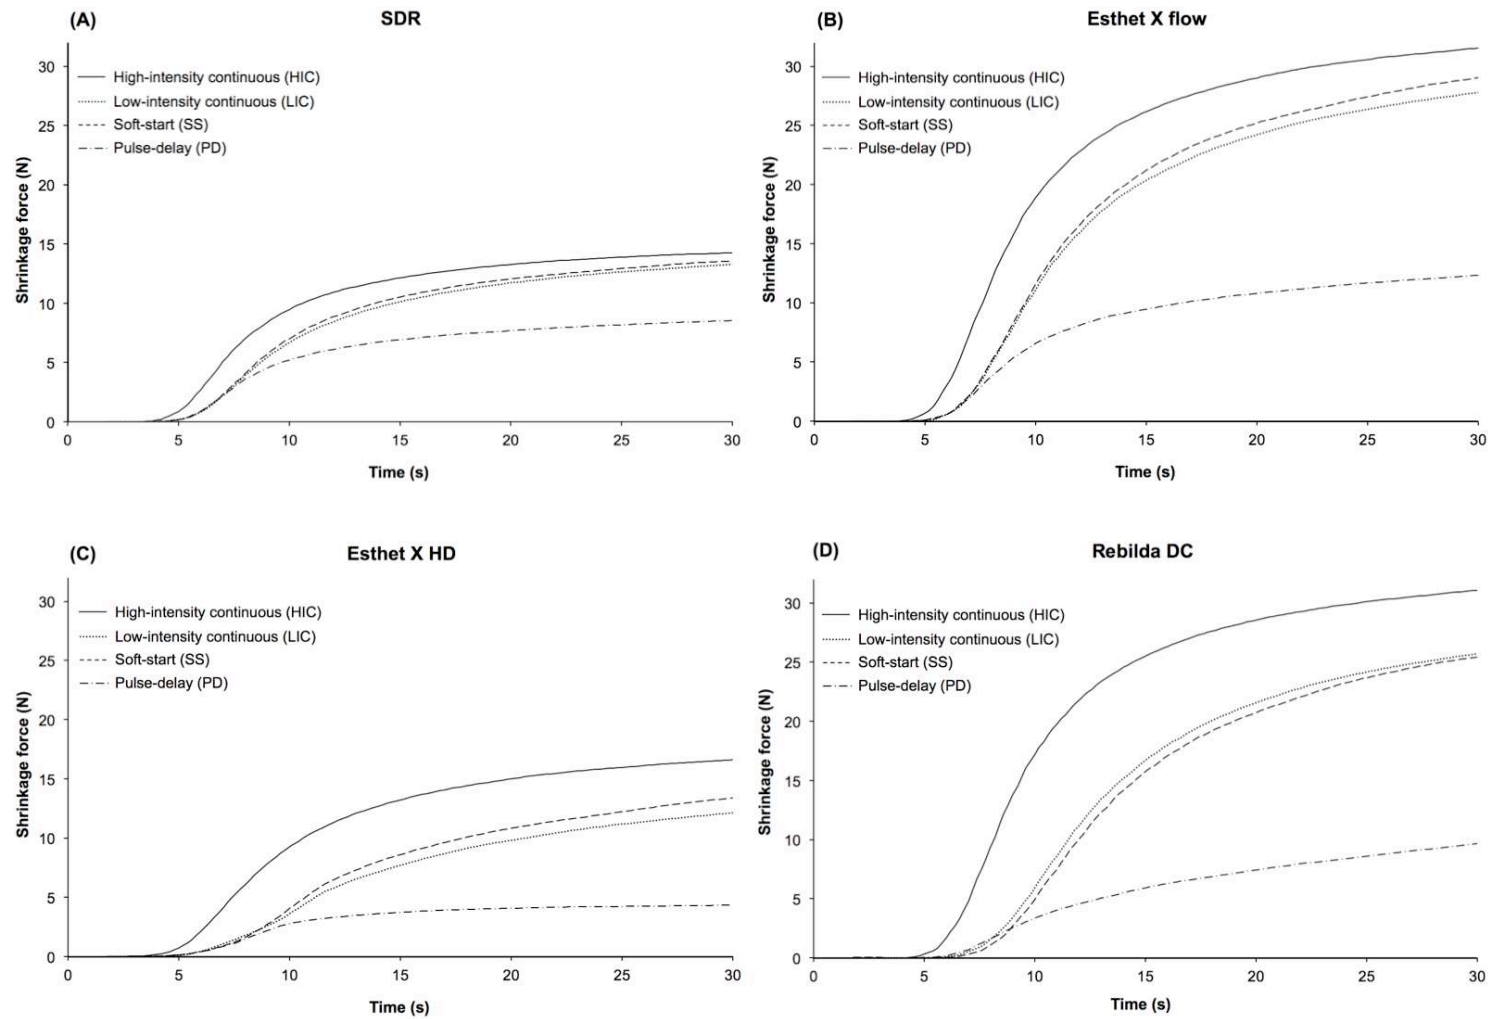 (A) SDR
High-intensity continuous (HIC)
Low-intensity continuous (LIC)
Soft-start (SS)
Pulse-delay (PD)
Shrinkage force (N)
30
25
20
15
10
5
0
0 5 10 15 20 25 30
Time (s)
(B) Esthet X flow
High-intensity continuous (HIC)
Low-intensity continuous (LIC)
Soft-start (SS)
Pulse-delay (PD)
Shrinkage force (N)
30
25
20
15
10
5
0
0 5 10 15 20 25 30
Time (s)
(C) Esthet X HD
High-intensity continuous (HIC)
Low-intensity continuous (LIC)
Soft-start (SS)
Pulse-delay (PD)
Shrinkage force (N)
30
25
20
15
10
5
0
0 5 10 15 20 25 30
Time (s)
(D) Rebilda DC
High-intensity continuous (HIC)
Low-intensity continuous (LIC)
Soft-start (SS)
Pulse-delay (PD)
Shrinkage force (N)
30
25
20
15
10
5
0
0 5 10 15 20 25 30
Time (s)